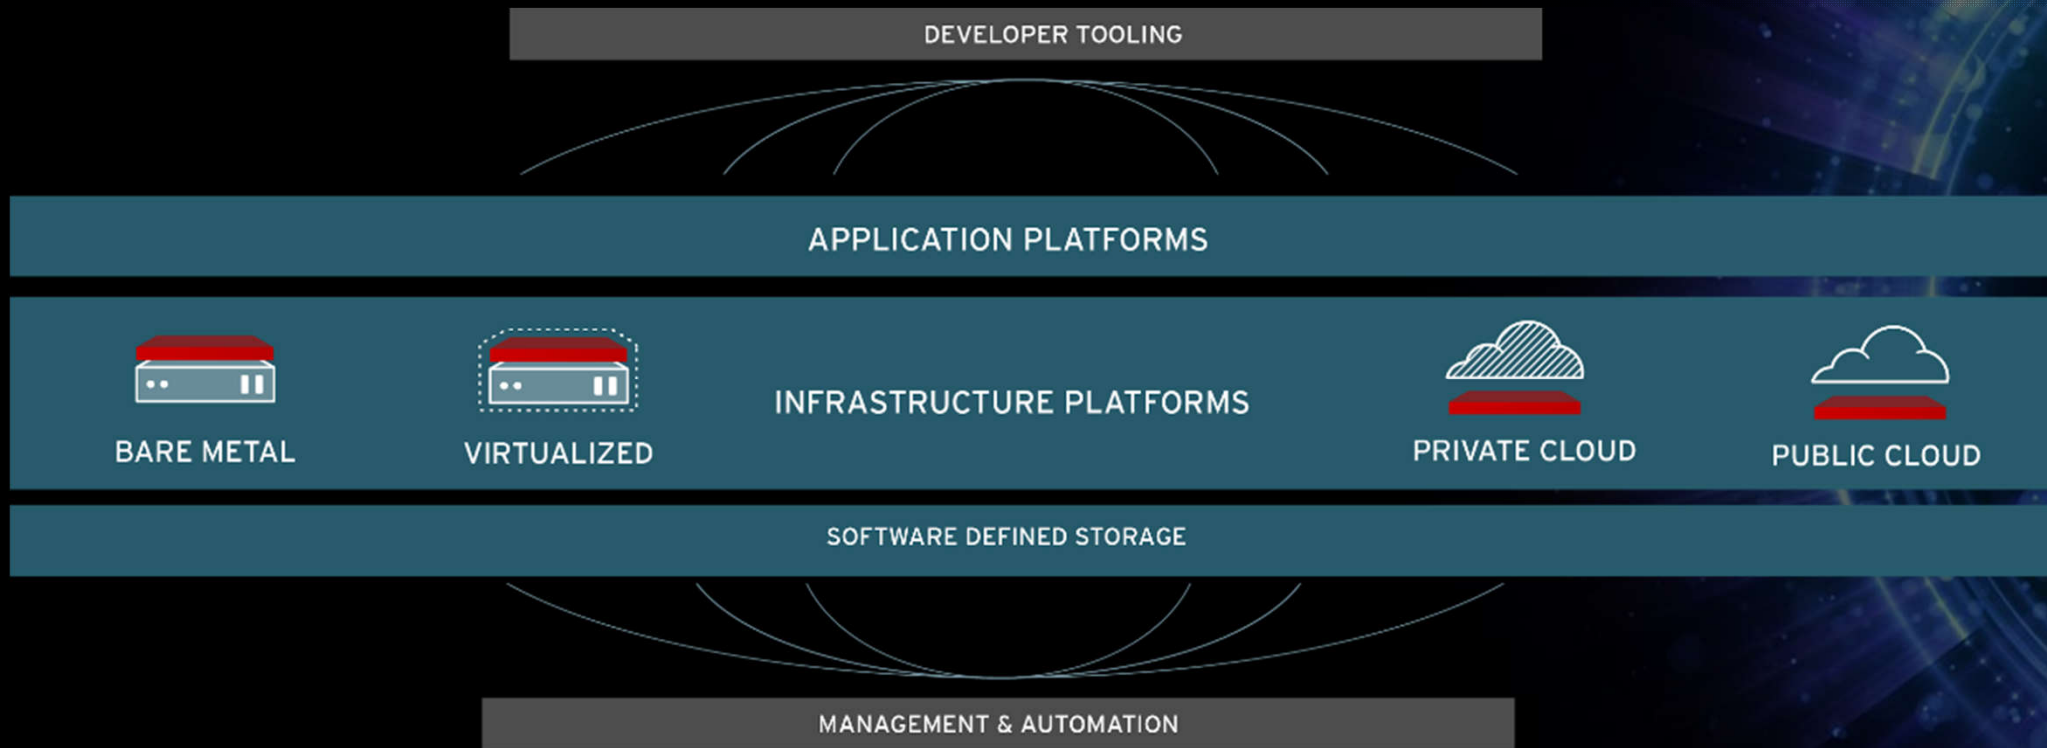 DEVELOPER TOOLING
APPLICATION PLATFORMS
INFRASTRUCTURE PLATFORMS
BARE METAL
VIRTUALIZED
PRIVATE CLOUD
PUBLIC CLOUD
SOFTWARE DEFINED STORAGE
MANAGEMENT & AUTOMATION